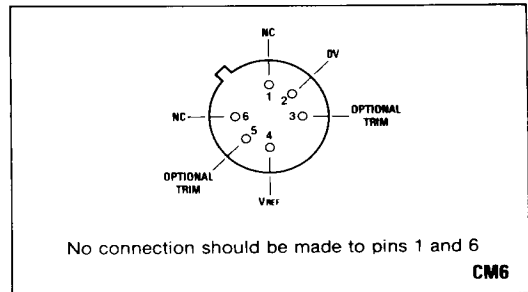 NC
0V
1
2
NC
6
3
OPTIONAL
TRIM
5
4
OPTIONAL
TRIM
VREF
No connection should be made to pins 1 and 6
CM6